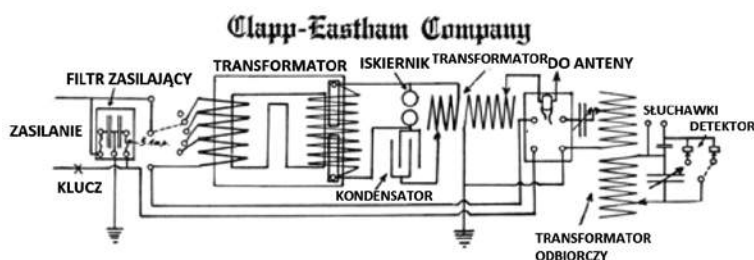 Clapp-Eastham Company
FILTR ZASILAJĄCY
TRANSFORMATOR
ISKIERNIK
TRANSFORMATOR
DO ANTENY
ZASILANIE
KLUCZ
KONDENSATOR
SŁUCHAWKI
DETEKTOR
TRANSFORMATOR
ODBIORCZY